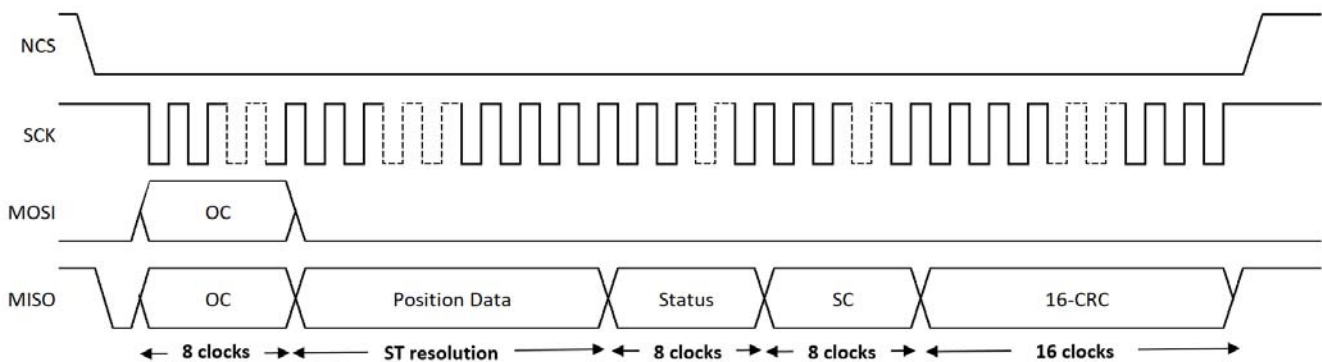 NCS
SCK
MOSI OC
MISO OC Position Data Status SC 16-CRC
8 clocks ST resolution 8 clocks 8 clocks 16 clocks